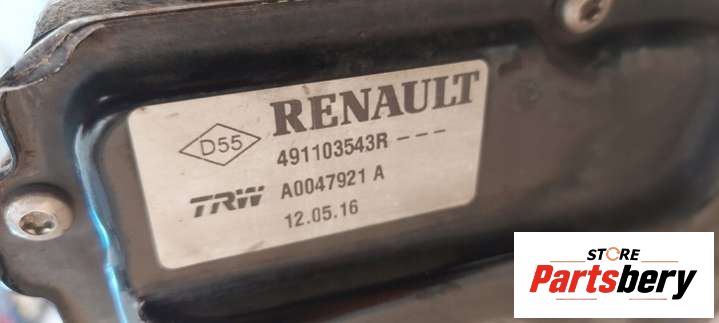 RENAULT
D55
491103543R---
TRW A0047921 A
12.05.16
STORE
Partsbery